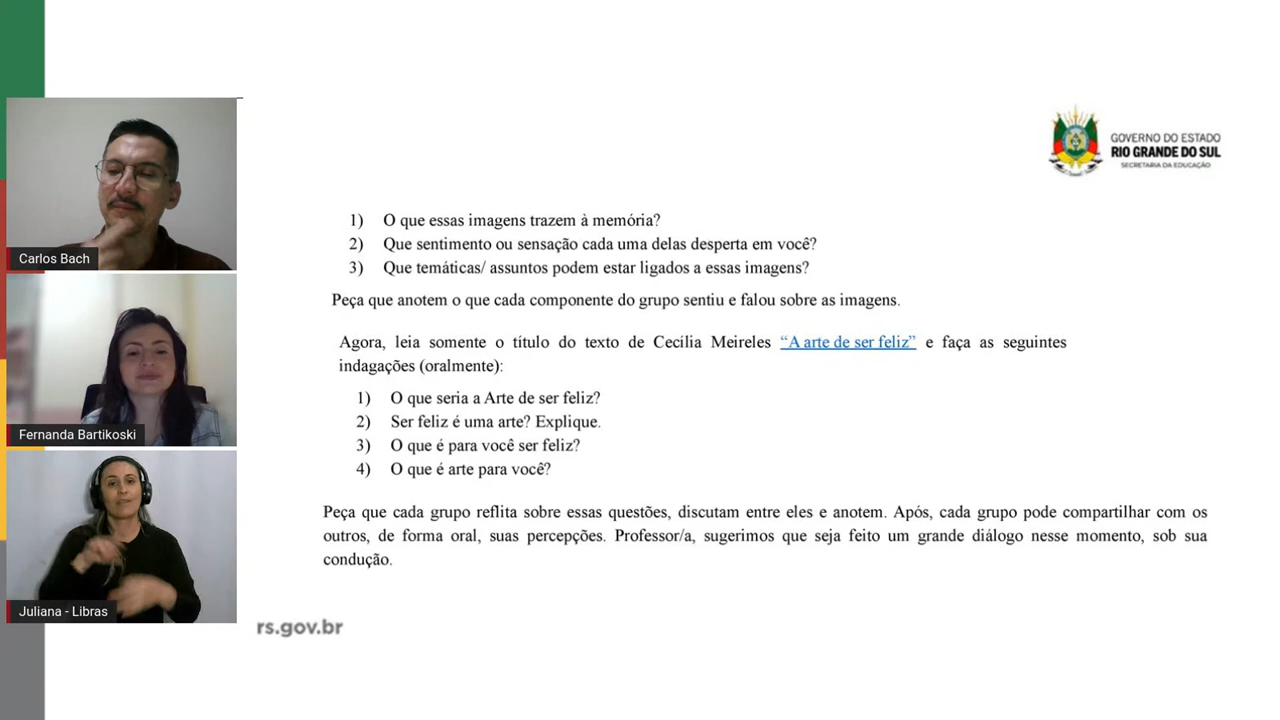 GOVERNO DO ESTADO
RIO GRANDE DO SUL
SECRETARIA DA EDUCAÇÃO
1) O que essas imagens trazem à memória?
2) Que sentimento ou sensação cada uma delas desperta em você?
3) Que temáticas/ assuntos podem estar ligados a essas imagens?
Peça que anotem o que cada componente do grupo sentiu e falou sobre as imagens.
Agora, leia somente o título do texto de Cecília Meireles “A arte de ser feliz” e faça as seguintes
indagações (oralmente):
1) O que seria a Arte de ser feliz?
2) Ser feliz é uma arte? Explique.
3) O que é para você ser feliz?
4) O que é arte para você?
Peça que cada grupo reflita sobre essas questões, discutam entre eles e anotem. Após, cada grupo pode compartilhar com os
outros, de forma oral, suas percepções. Professor/a, sugerimos que seja feito um grande diálogo nesse momento, sob sua
condução.
rs.gov.br
Carlos Bach
Fernanda Bartikoski
Juliana - Libras